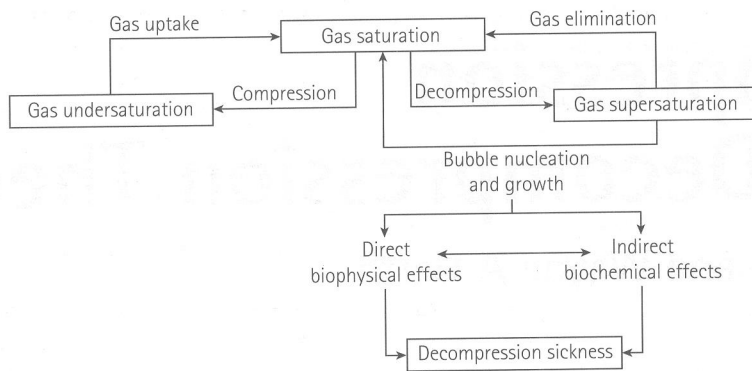 Gas uptake
Gas saturation
Gas elimination
Gas undersaturation
Compression
Decompression
Gas supersaturation
Bubble nucleation
and growth
Direct
biophysical effects
Indirect
biochemical effects
Decompression sickness